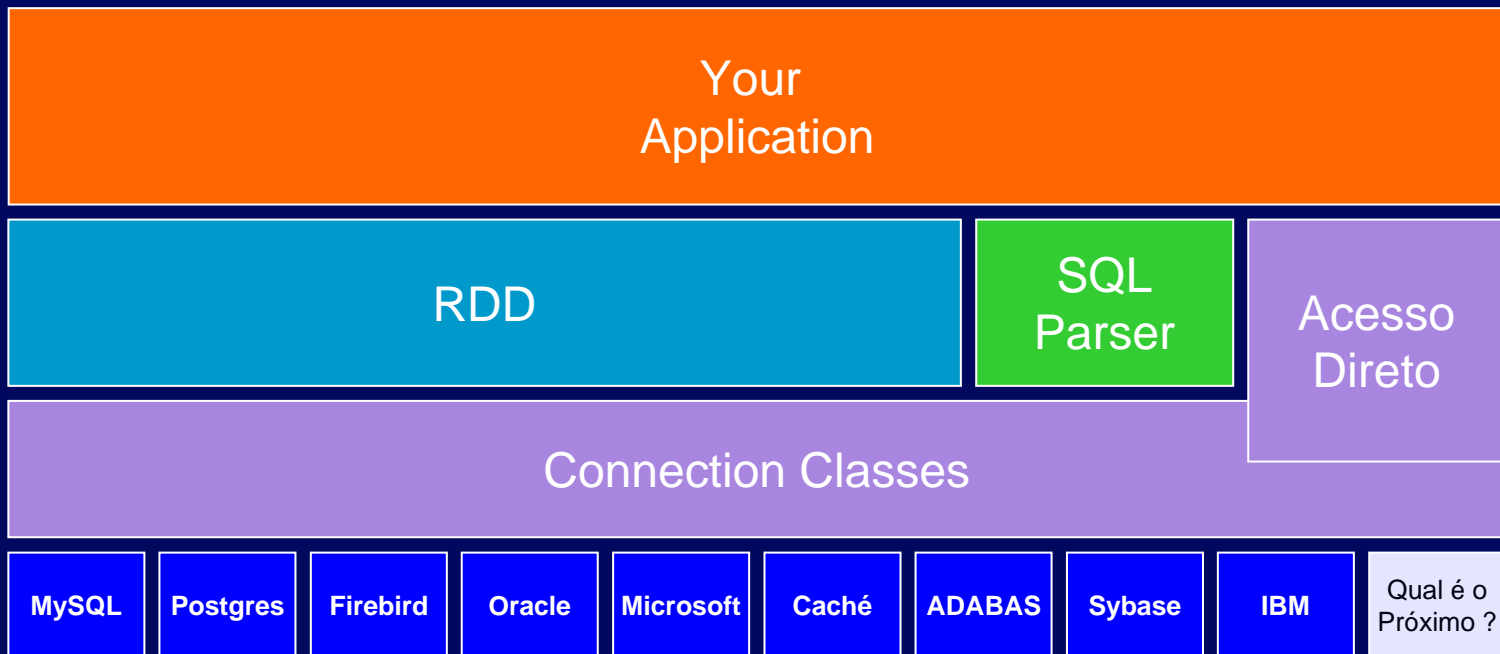 Your
Application
RDD
SQL
Parser
Acesso
Direto
Connection Classes
MySQL
Postgres
Firebird
Oracle
Microsoft
Caché
ADABAS
Sybase
IBM
Qual é o
Próximo ?